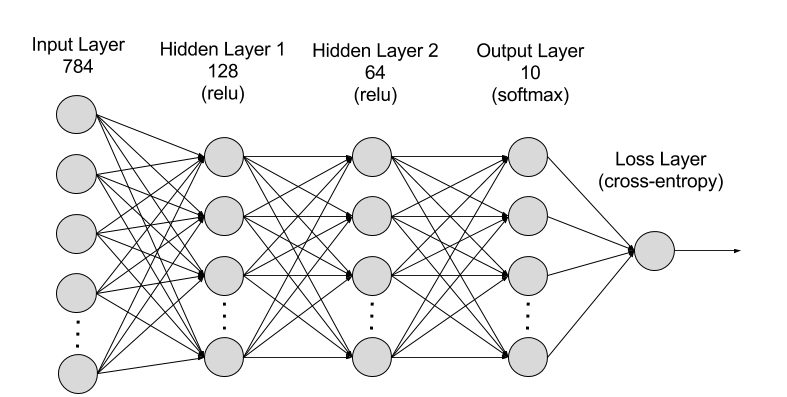 Input Layer
784
Hidden Layer 1
128
(relu)
Hidden Layer 2
64
(relu)
Output Layer
10
(softmax)
Loss Layer
(cross-entropy)